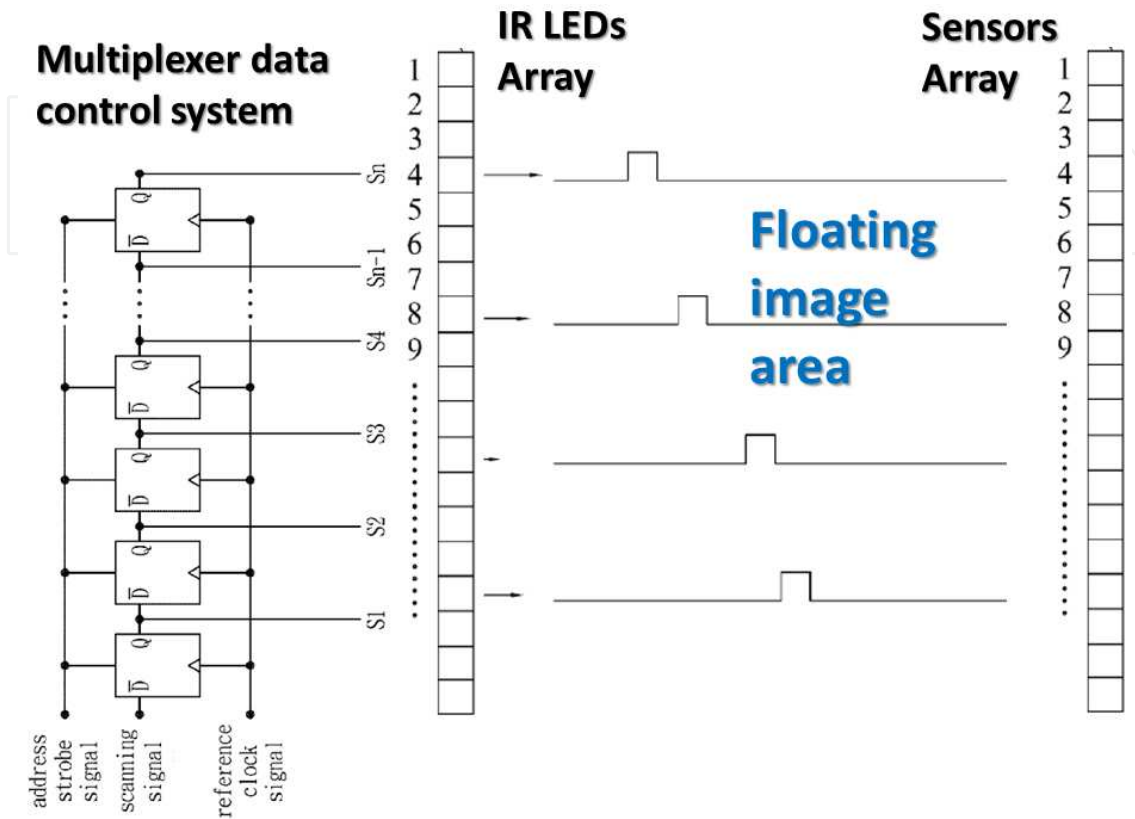 Multiplexer data
control system
IR LEDs
Array
Sensors
Array
Floating
image
area
Sn
Sn-1
S4
S3
S2
S1
Q
D̅
Q
D̅
Q
D̅
Q
D̅
Q
D̅
address
strobe
signal
scanning
signal
reference
clock
signal
1
2
3
4
5
6
7
8
9
1
2
3
4
5
6
7
8
9